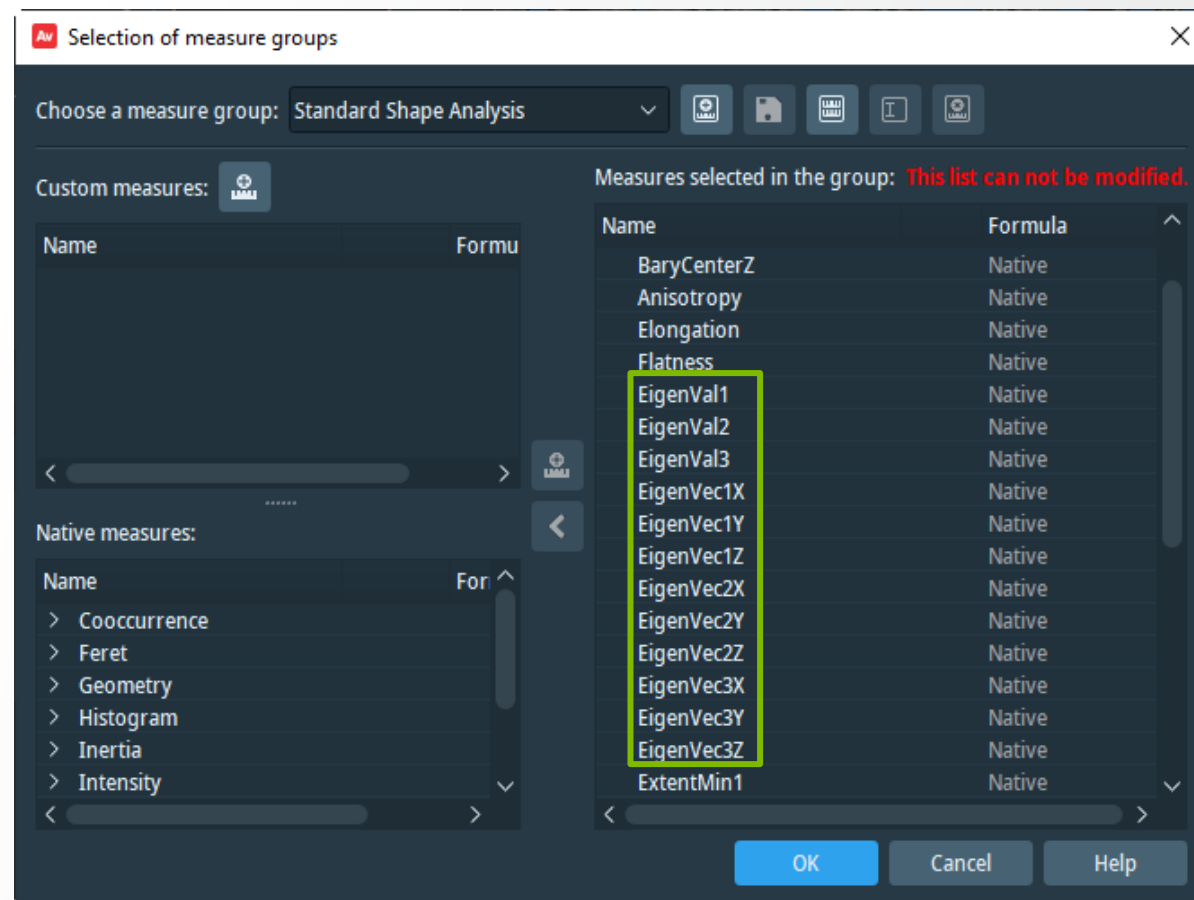 Av Selection of measure groups
Choose a measure group: Standard Shape Analysis
Custom measures:
Name Formu
Native measures:
Name For
Cooccurrence
Feret
Geometry
Histogram
Inertia
Intensity
Measures selected in the group: This list can not be modified.
Name Formula
BaryCenterZ Native
Anisotropy Native
Elongation Native
Flatness Native
EigenVal1 Native
EigenVal2 Native
EigenVal3 Native
EigenVec1X Native
EigenVec1Y Native
EigenVec1Z Native
EigenVec2X Native
EigenVec2Y Native
EigenVec2Z Native
EigenVec3X Native
EigenVec3Y Native
EigenVec3Z Native
ExtentMin1 Native
OK Cancel Help